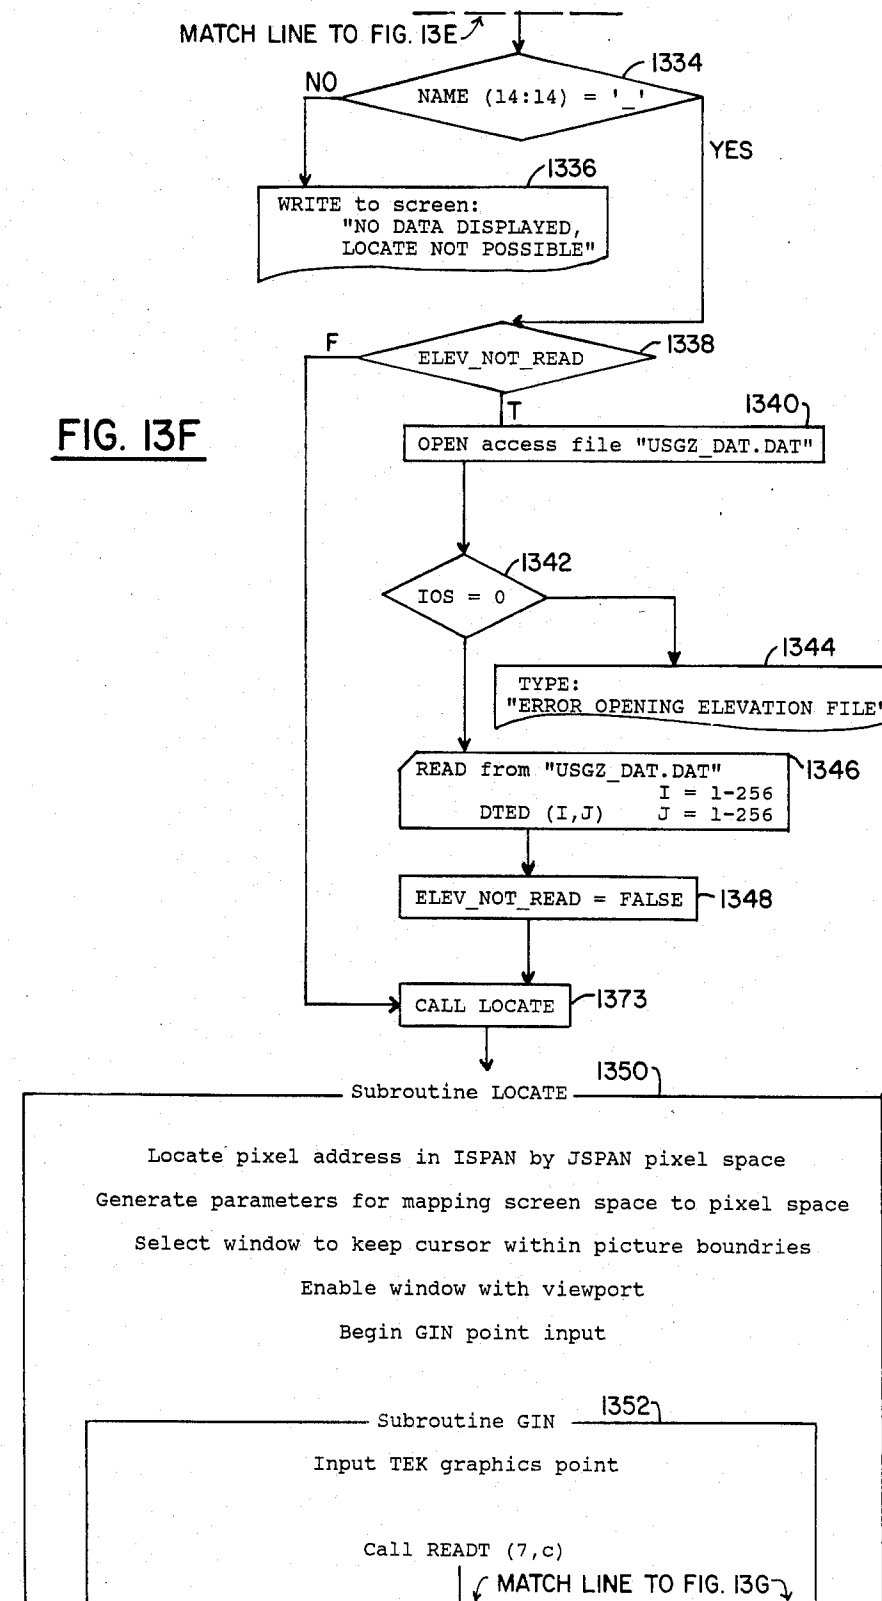 MATCH LINE TO FIG. 13E
1334
NO
NAME (14:14) = '_'
YES
1336
WRITE to screen:
"NO DATA DISPLAYED,
LOCATE NOT POSSIBLE"
F
ELEV_NOT_READ
1338
T
1340
FIG. 13F
OPEN access file "USGZ_DAT.DAT"
1342
IOS = 0
1344
TYPE:
"ERROR OPENING ELEVATION FILE"
READ from "USGZ_DAT.DAT"
1346
I = 1-256
DTED (I,J) J = 1-256
ELEV_NOT_READ = FALSE
1348
CALL LOCATE
1373
1350
Subroutine LOCATE
Locate pixel address in ISPAN by JSPAN pixel space
Generate parameters for mapping screen space to pixel space
Select window to keep cursor within picture boundries
Enable window with viewport
Begin GIN point input
1352
Subroutine GIN
Input TEK graphics point
Call READT (7,c)
MATCH LINE TO FIG. 13G